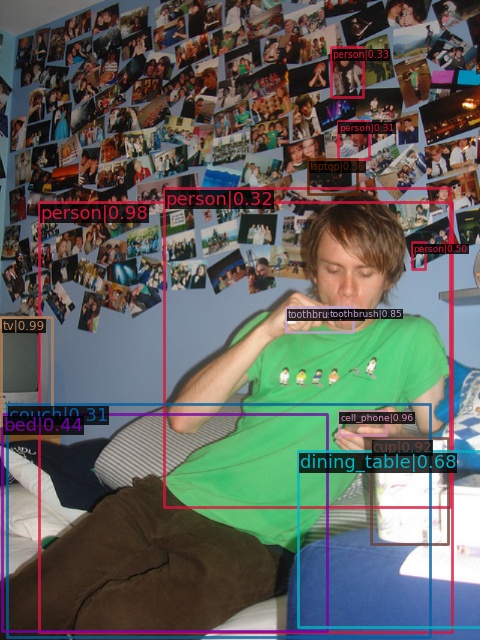 person|0.33
person|0.31
laptop|0.36
person|0.32
person|0.98
person|0.50
toothbru
toothbrush|0.85
tv|0.99
couch|0.31
cell_phone|0.96
bed|0.44
cup|0.92
dining_table|0.68